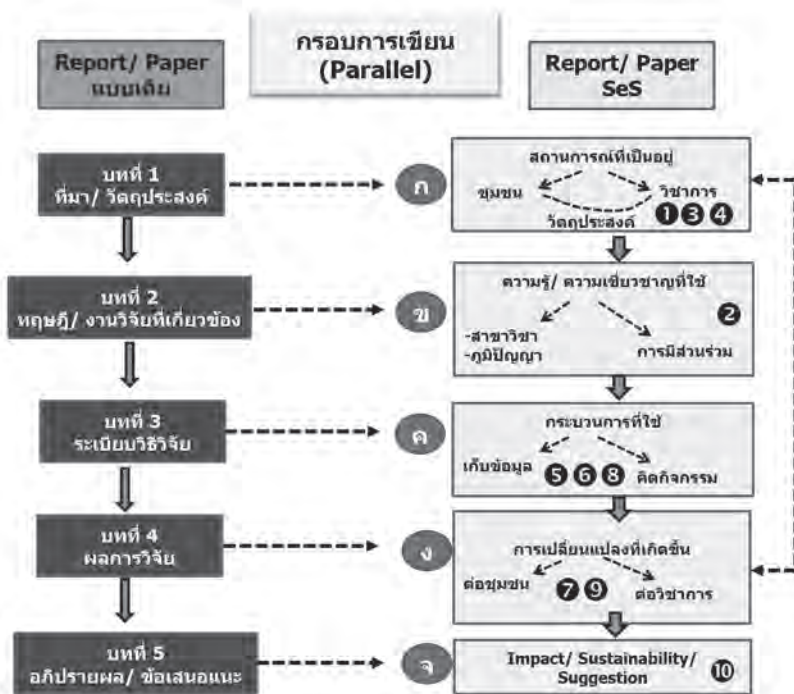 กรอบการเขียน
(Parallel)
Report/ Paper
แบบเดิม
Report/ Paper
SeS
บทที่ 1
ที่มา/ วัตถุประสงค์
ก
สถานการณ์ที่เป็นอยู่
ชุมชน
วิชาการ
วัตถุประสงค์
❶ ❸ ❹
บทที่ 2
ทฤษฎี/ งานวิจัยที่เกี่ยวข้อง
ข
ความรู้/ ความเชี่ยวชาญที่ใช้
❷
-สาขาวิชา
-ภูมิปัญญา
การมีส่วนร่วม
บทที่ 3
ระเบียบวิธีวิจัย
ค
กระบวนการที่ใช้
เก็บข้อมูล
❺ ❻ ❽
คิดกิจกรรม
บทที่ 4
ผลการวิจัย
ง
การเปลี่ยนแปลงที่เกิดขึ้น
ต่อชุมชน
❼ ❾
ต่อวิชาการ
บทที่ 5
อภิปรายผล/ ข้อเสนอแนะ
จ
Impact/ Sustainability/
Suggestion
❿